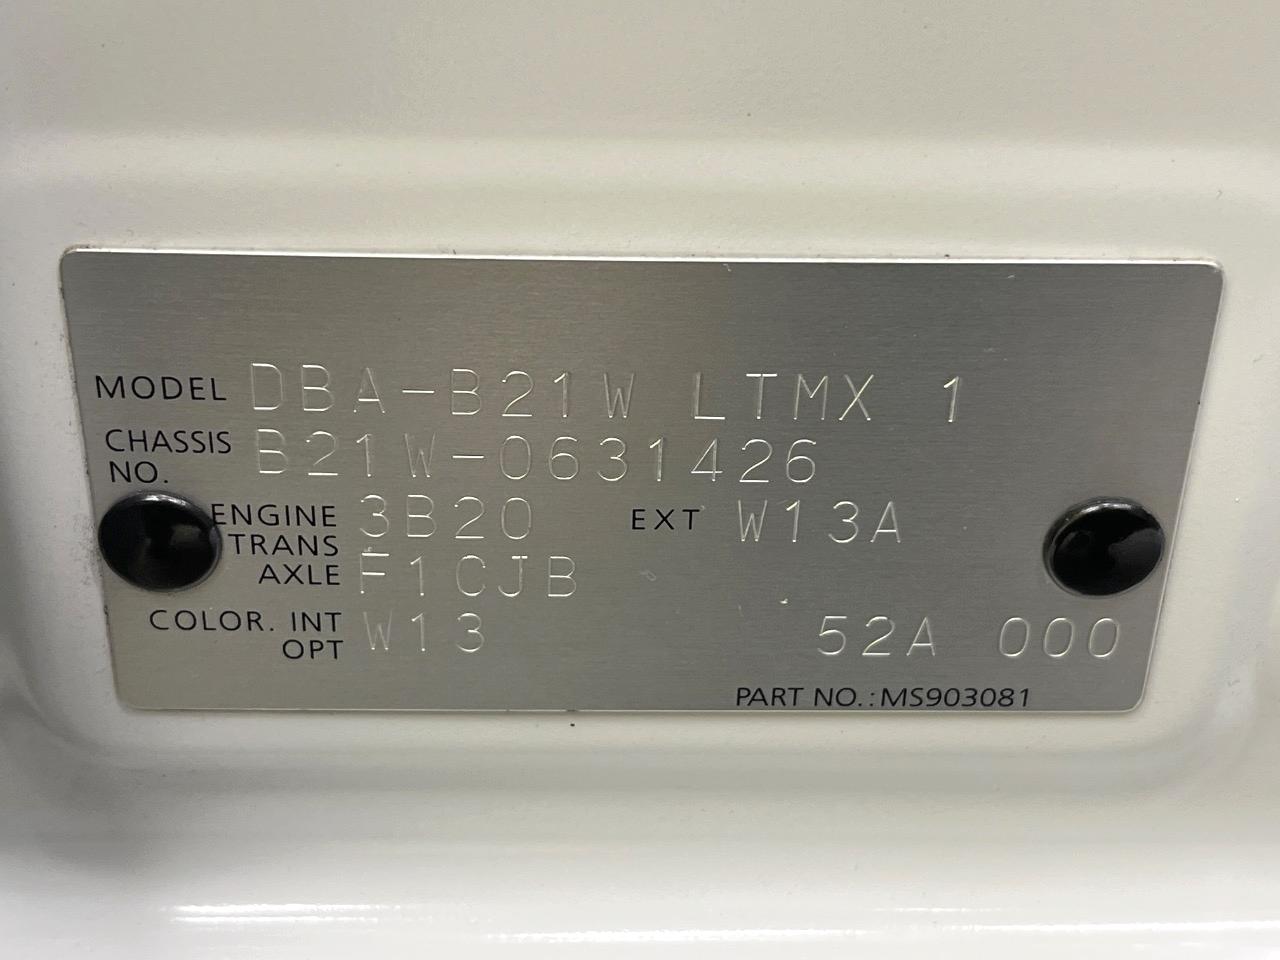 MODEL DBA-B21W LTMX 1
CHASSIS NO. B21W-0631426
ENGINE 3B20 EXT W13A
TRANS AXLE F1CJB
COLOR. INT OPT W13 52A 000
PART NO.: MS903081